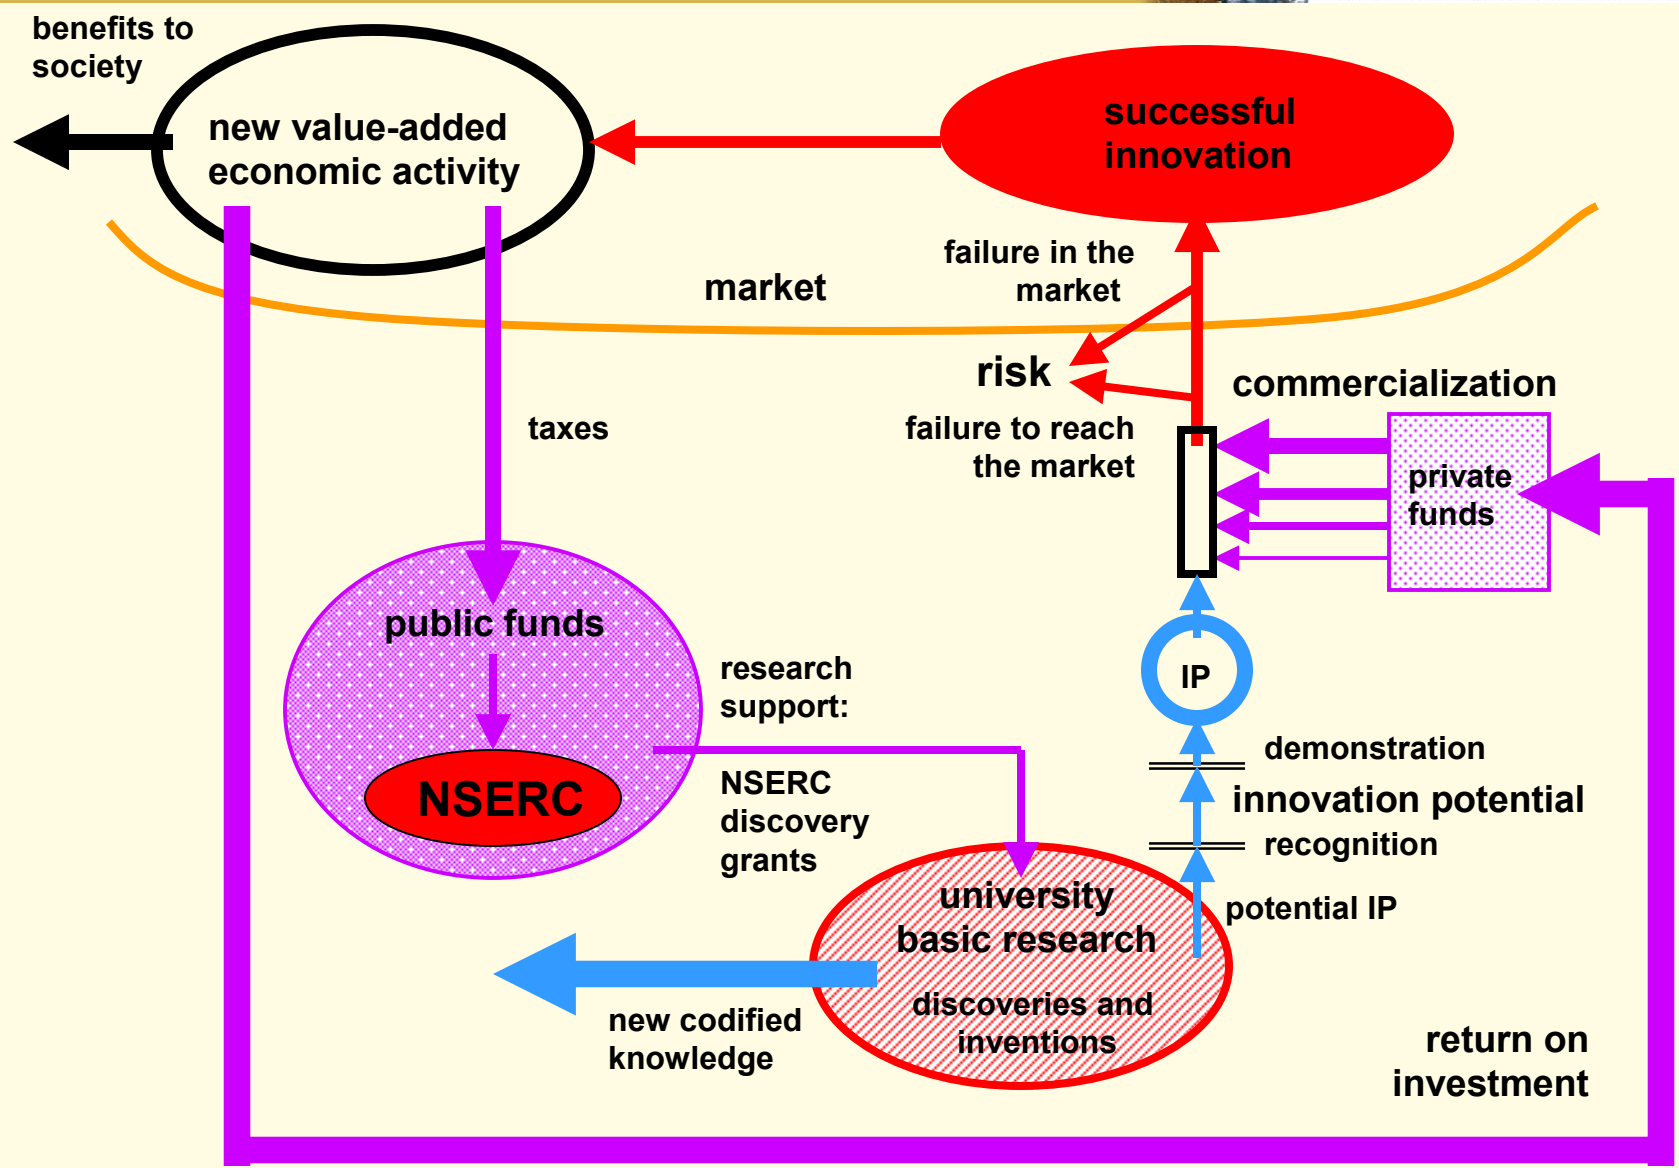 benefits to
society
new value-added
economic activity
successful
innovation
failure in the
market
market
risk
commercialization
taxes
failure to reach
the market
private
funds
public funds
research
support:
IP
demonstration
NSERC
NSERC
discovery
grants
innovation potential
recognition
university
basic research
potential IP
discoveries and
inventions
new codified
knowledge
return on
investment